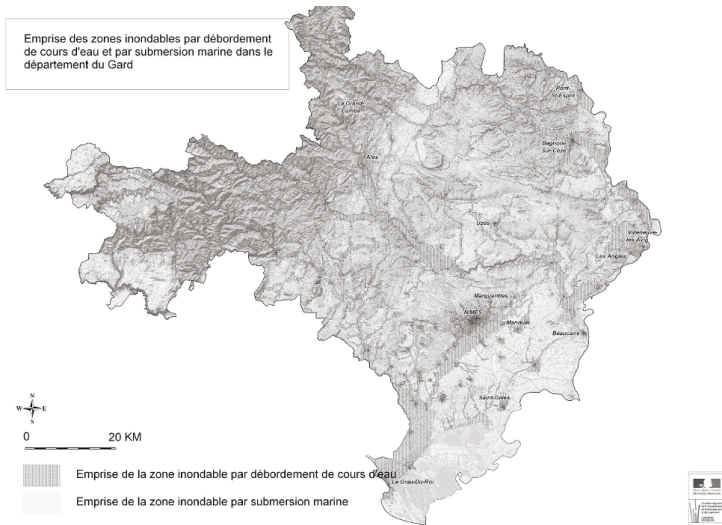 Emprise des zones inondables par débordement
de cours d'eau et par submersion marine dans le
département du Gard
La Grand-
Combe
Pont-
St-Esprit
Bagnols-
sur-Cèze
Alès
Uzès
Villeneuve-
lès-Avig
Les Angles
Marguerittes
NIMES
Manduel
Beaucaire
Saint-Gilles
Le Grau-Du-Roi
N
W E
S
0 20 KM
Emprise de la zone inondable par débordement de cours d'eau
Emprise de la zone inondable par submersion marine